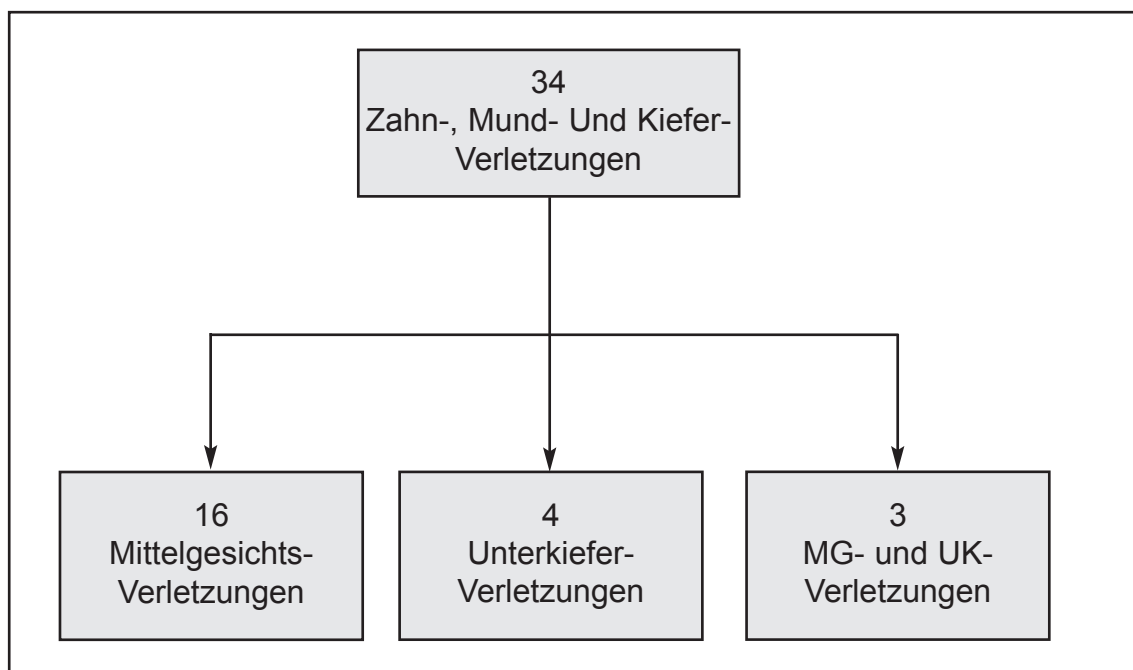 34
Zahn-, Mund- Und Kiefer-
Verletzungen
16
Mittelgesichts-
Verletzungen
4
Unterkiefer-
Verletzungen
3
MG- und UK-
Verletzungen